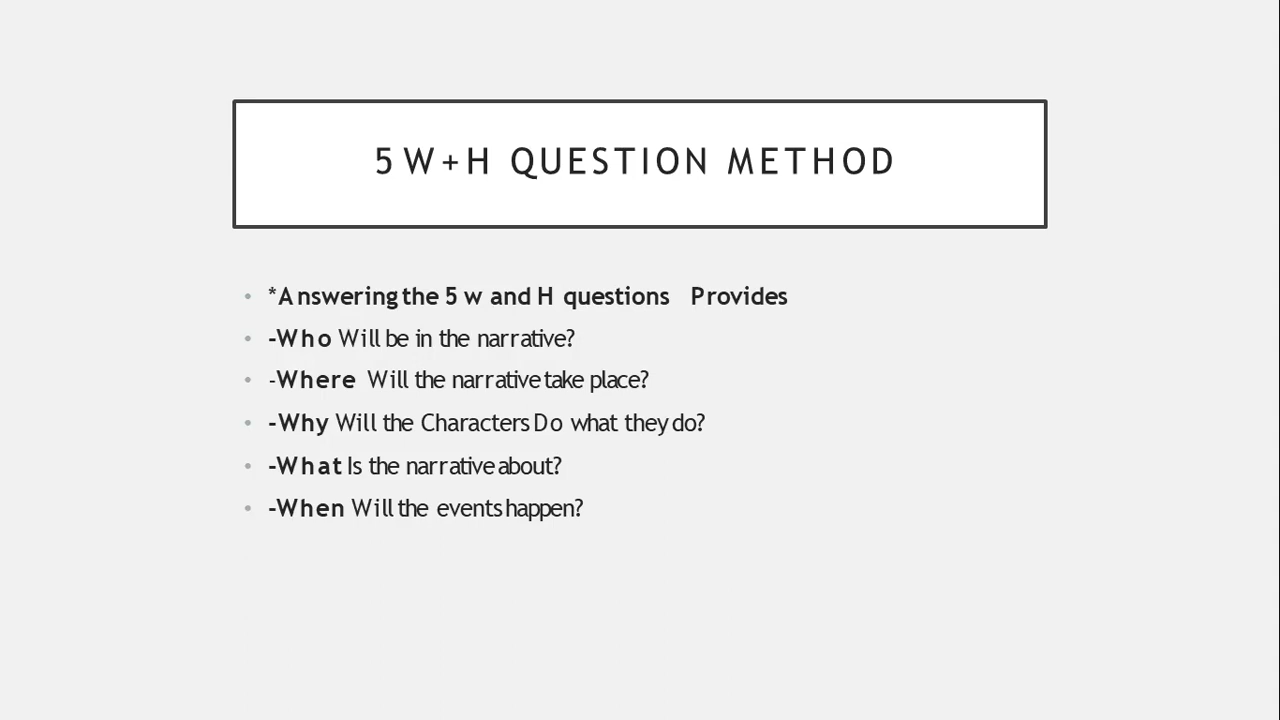 5 W+H QUESTION METHOD
• *Answering the 5 w and H questions Provides
• -Who Will be in the narrative?
• -Where Will the narrative take place?
• -Why Will the Characters Do what they do?
• -What Is the narrative about?
• -When Will the events happen?